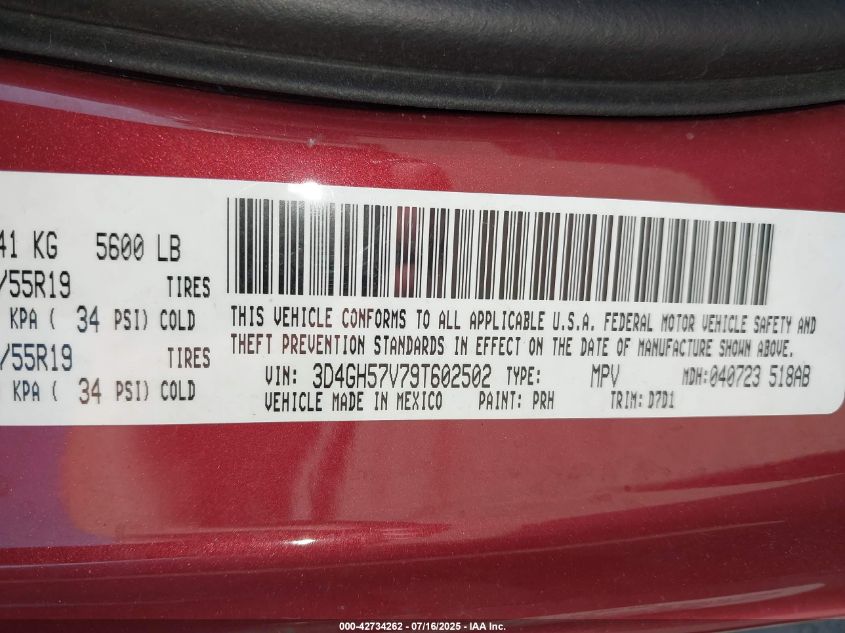 41 KG 5600 LB
/55R19 TIRES
KPA ( 34 PSI) COLD
/55R19 TIRES
KPA ( 34 PSI) COLD
THIS VEHICLE CONFORMS TO ALL APPLICABLE U.S.A. FEDERAL MOTOR VEHICLE SAFETY AND
THEFT PREVENTION STANDARDS IN EFFECT ON THE DATE OF MANUFACTURE SHOWN ABOVE.
VIN: 3D4GH57V79T602502 TYPE: MPV MDH:040723 518AB
VEHICLE MADE IN MEXICO PAINT: PRH TRIM: D7D1
000-42734262 - 07/16/2025 - IAA Inc.